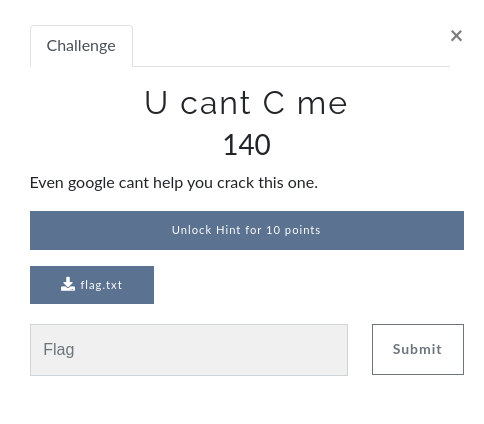 Challenge
×
U cant C me
140
Even google cant help you crack this one.
Unlock Hint for 10 points
flag.txt
Flag
Submit